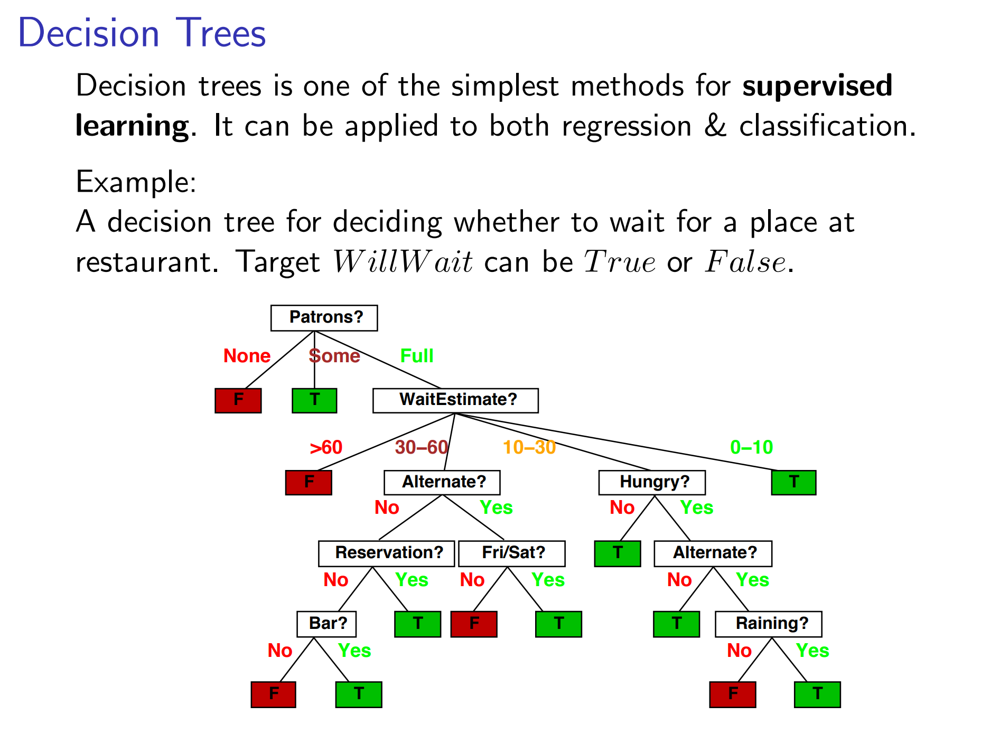 Decision Trees
Decision trees is one of the simplest methods for supervised
learning. It can be applied to both regression & classification.
Example:
A decision tree for deciding whether to wait for a place at
restaurant. Target WillWait can be True or False.
Patrons?
None Some Full
F T WaitEstimate?
>60 30–60 10–30 0–10
F Alternate? Hungry? T
No Yes No Yes
Reservation? Fri/Sat? T Alternate?
No Yes No Yes No Yes
Bar? T F T T Raining?
No Yes No Yes
F T F T